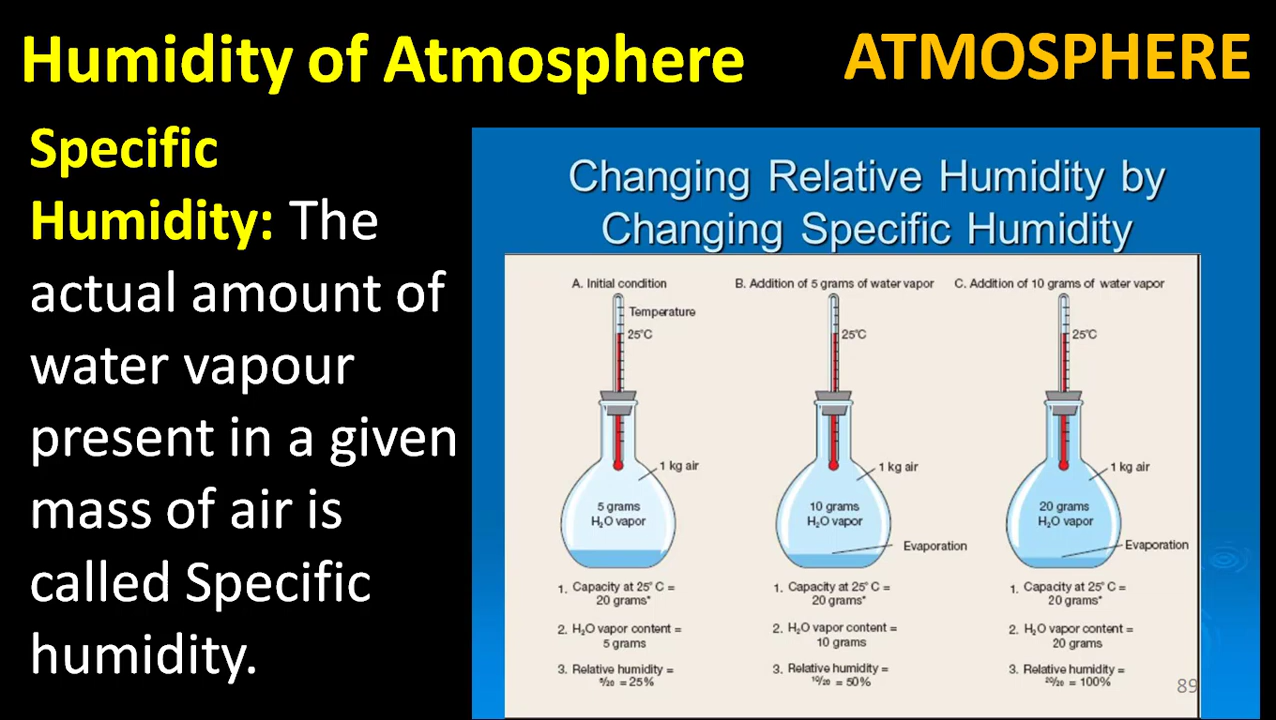 Humidity of Atmosphere
ATMOSPHERE
Specific
Humidity: The
actual amount of
water vapour
present in a given
mass of air is
called Specific
humidity.
Changing Relative Humidity by
Changing Specific Humidity
A. Initial condition
Temperature
25°C
1 kg air
5 grams
H₂O vapor
1. Capacity at 25° C =
20 grams*
2. H₂O vapor content =
5 grams
3. Relative humidity =
5/20 = 25%
B. Addition of 5 grams of water vapor
25°C
1 kg air
10 grams
H₂O vapor
Evaporation
1. Capacity at 25° C =
20 grams*
2. H₂O vapor content =
10 grams
3. Relative humidity =
10/20 = 50%
C. Addition of 10 grams of water vapor
25°C
1 kg air
20 grams
H₂O vapor
Evaporation
1. Capacity at 25° C =
20 grams*
2. H₂O vapor content =
20 grams
3. Relative humidity =
20/20 = 100%
89